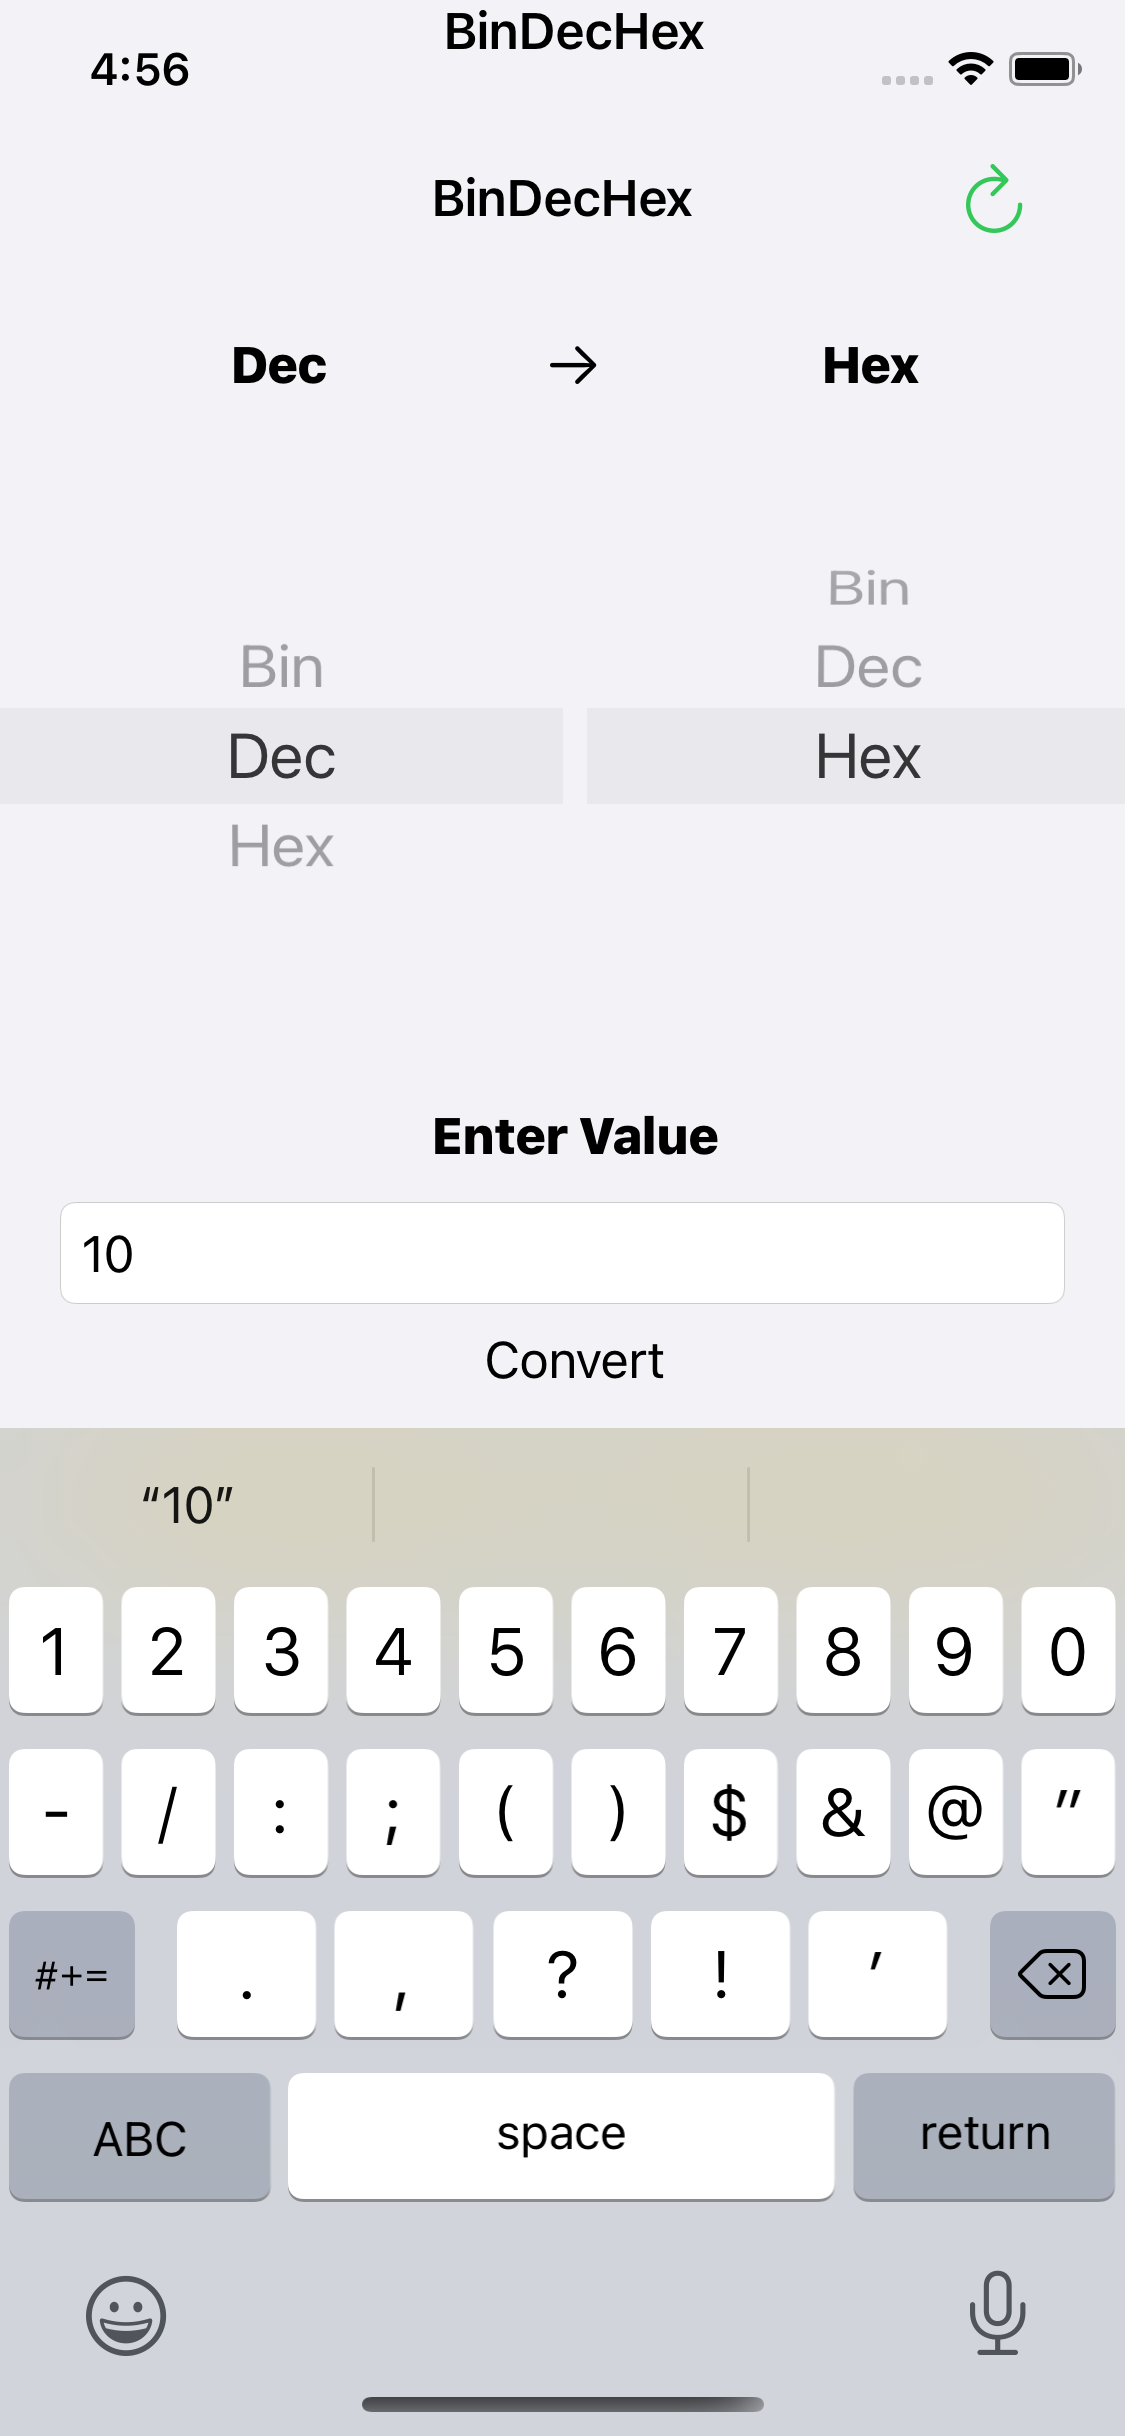 BinDecHex
4:56
BinDecHex
Dec → Hex
Bin
Bin Dec
Dec Hex
Hex
Enter Value
10
Convert
“10”
1 2 3 4 5 6 7 8 9 0
- / : ; ( ) $ & @ "
#+= . , ? ! '
ABC space return